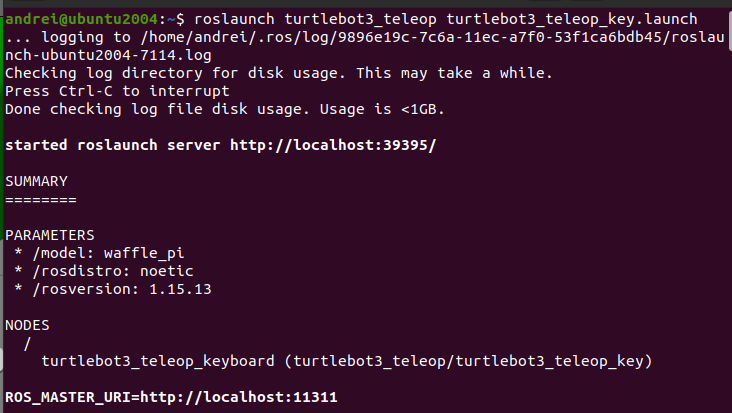 andrei@ubuntu2004:~$ roslaunch turtlebot3_teleop turtlebot3_teleop_key.launch
... logging to /home/andrei/.ros/log/9896e19c-7c6a-11ec-a7f0-53f1ca6bdb45/roslau
nch-ubuntu2004-7114.log
Checking log directory for disk usage. This may take a while.
Press Ctrl-C to interrupt
Done checking log file disk usage. Usage is <1GB.
started roslaunch server http://localhost:39395/
SUMMARY
========
PARAMETERS
 * /model: waffle_pi
 * /rosdistro: noetic
 * /rosversion: 1.15.13
NODES
  /
    turtlebot3_teleop_keyboard (turtlebot3_teleop/turtlebot3_teleop_key)
ROS_MASTER_URI=http://localhost:11311